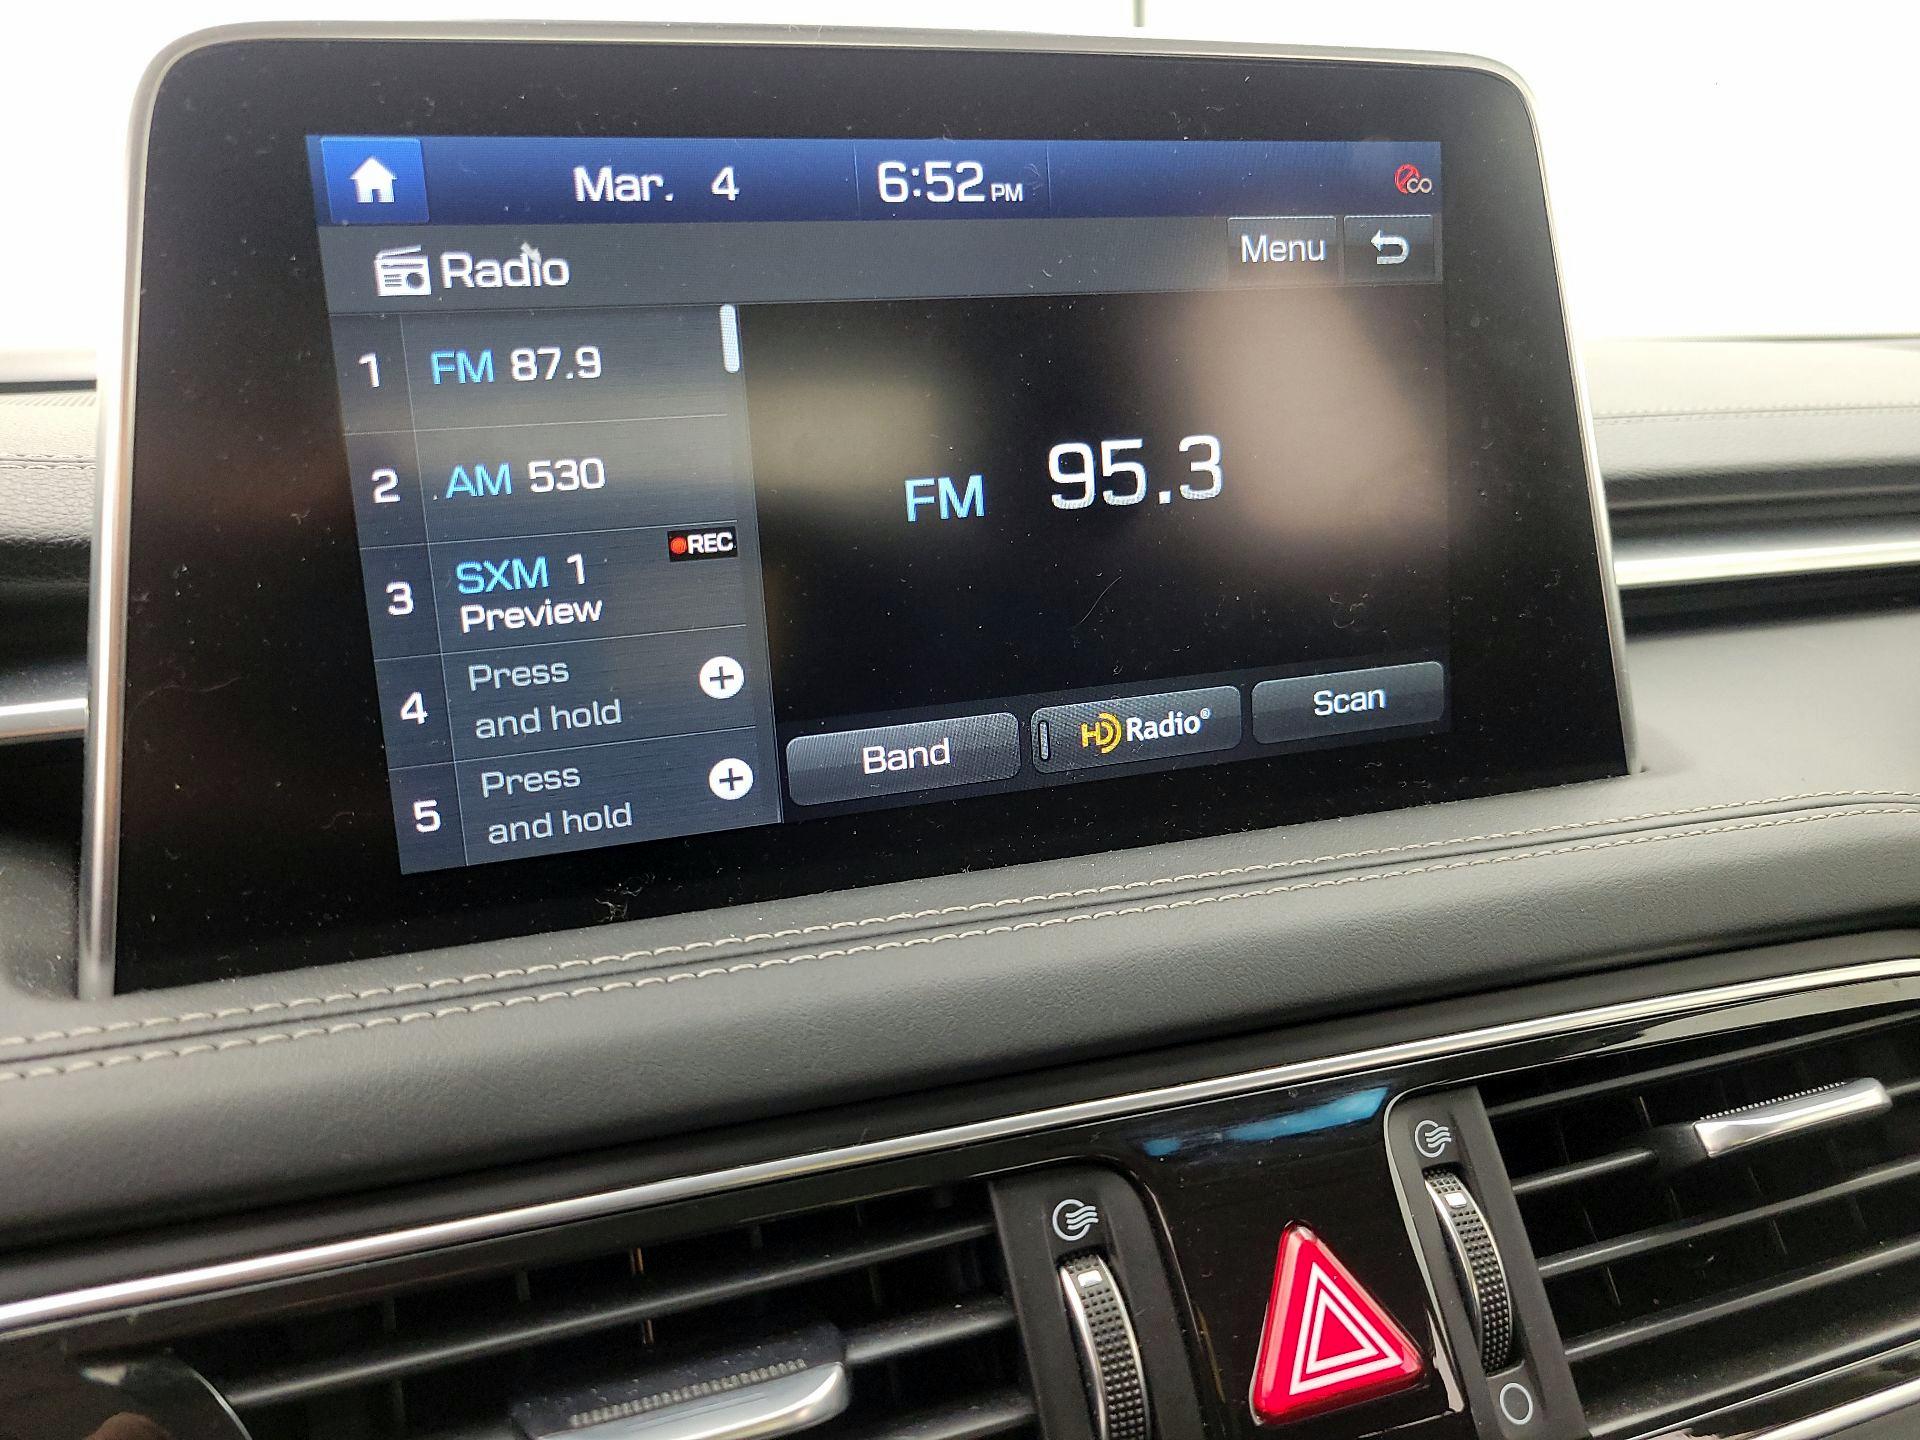 Mar. 4 6:52 PM
Radio Menu
1 FM 87.9
2 AM 530
3 SXM 1 REC
Preview
4 Press
and hold
5 Press
and hold
FM 95.3
Band HD Radio® Scan